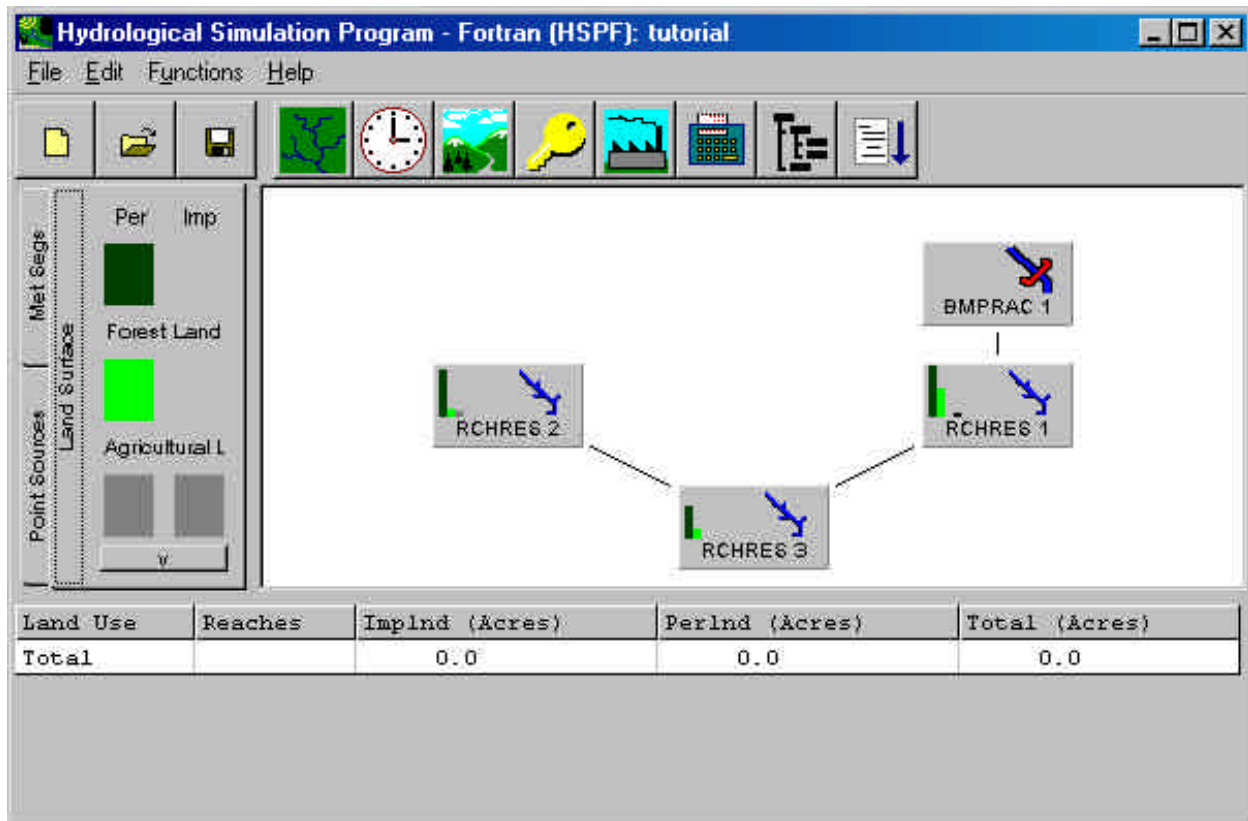 Hydrological Simulation Program - Fortran (HSPF): tutorial
File Edit Functions Help
Met Segs
Land Surface
Point Sources
Per Imp
Forest Land
Agricultural L
v
BMPRAC 1
RCHRES 2
RCHRES 1
RCHRES 3
Land Use Reaches Implnd (Acres) Perlnd (Acres) Total (Acres)
Total 0.0 0.0 0.0